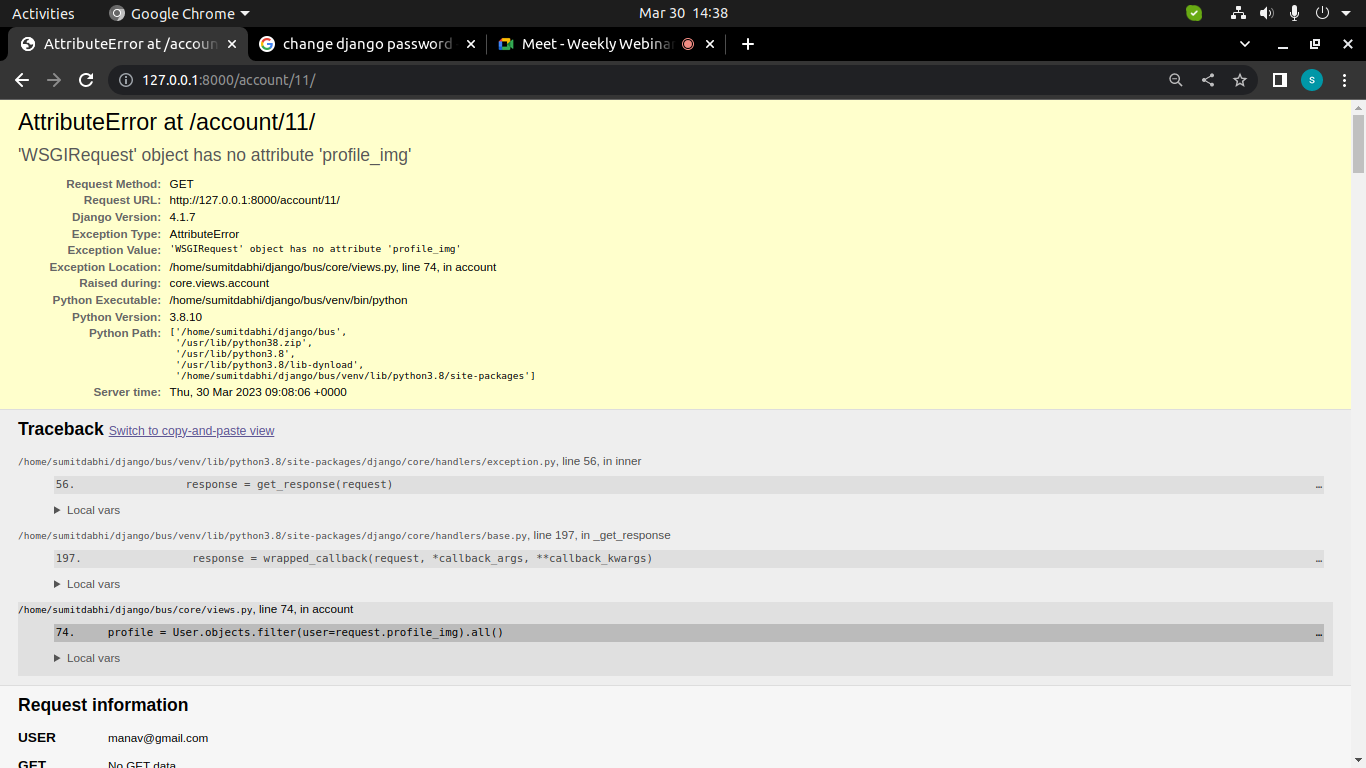 Activities Google Chrome Mar 30 14:38
AttributeError at /accoun change django password Meet - Weekly Webina
127.0.0.1:8000/account/11/ s
AttributeError at /account/11/
'WSGIRequest' object has no attribute 'profile_img'
Request Method: GET
Request URL: http://127.0.0.1:8000/account/11/
Django Version: 4.1.7
Exception Type: AttributeError
Exception Value: 'WSGIRequest' object has no attribute 'profile_img'
Exception Location: /home/sumitdabhi/django/bus/core/views.py, line 74, in account
Raised during: core.views.account
Python Executable: /home/sumitdabhi/django/bus/venv/bin/python
Python Version: 3.8.10
Python Path: ['/home/sumitdabhi/django/bus',
'/usr/lib/python38.zip',
'/usr/lib/python3.8',
'/usr/lib/python3.8/lib-dynload',
'/home/sumitdabhi/django/bus/venv/lib/python3.8/site-packages']
Server time: Thu, 30 Mar 2023 09:08:06 +0000
Traceback Switch to copy-and-paste view
/home/sumitdabhi/django/bus/venv/lib/python3.8/site-packages/django/core/handlers/exception.py, line 56, in inner
56. response = get_response(request) …
Local vars
/home/sumitdabhi/django/bus/venv/lib/python3.8/site-packages/django/core/handlers/base.py, line 197, in _get_response
197. response = wrapped_callback(request, *callback_args, **callback_kwargs) …
Local vars
/home/sumitdabhi/django/bus/core/views.py, line 74, in account
74. profile = User.objects.filter(user=request.profile_img).all() …
Local vars
Request information
USER manav@gmail.com
GET No GET data